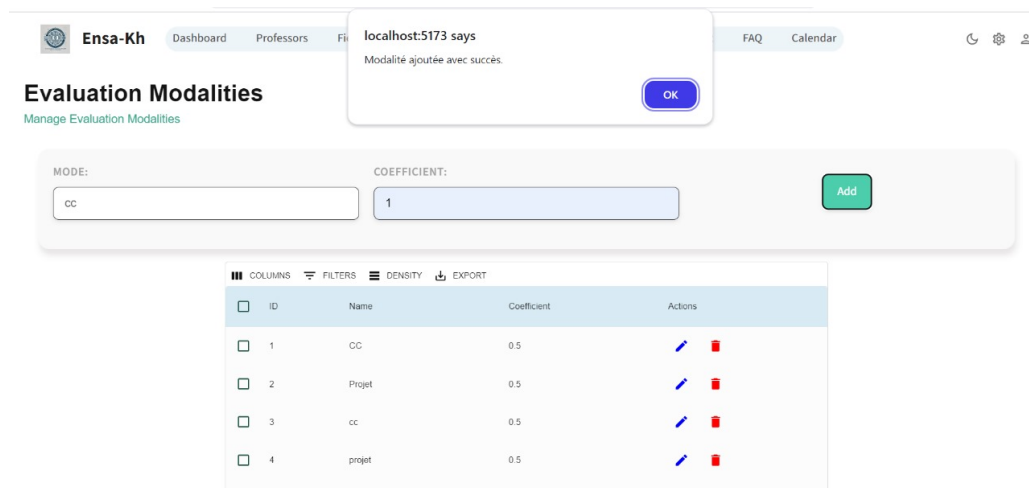 Ensa-Kh Dashboard Professors FAQ Calendar
localhost:5173 says
Modalité ajoutée avec succès.
OK
Evaluation Modalities
Manage Evaluation Modalities
MODE: COEFFICIENT:
cc 1 Add
COLUMNS FILTERS DENSITY EXPORT
ID Name Coefficient Actions
1 CC 0.5
2 Projet 0.5
3 cc 0.5
4 projet 0.5